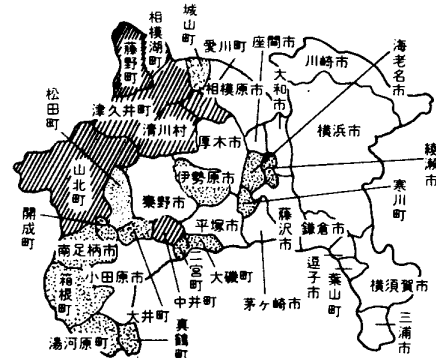 城山町
相模湖町
藤野町
愛川町
座間市
海老名市
川崎市
大和市
相模原市
津久井町
清川村
松田町
厚木市
横浜市
綾瀬市
伊勢原市
山北町
寒川町
秦野市
開成町
藤沢市
鎌倉市
平塚市
南足柄市
逗子市
葉山町
小田原市
二宮町
大磯町
箱根町
横須賀市
中井町
茅ヶ崎市
大井町
真鶴町
三浦市
湯河原町